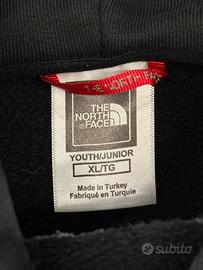 THE
NORTH
FACE
YOUTH/JUNIOR
XL/TG
Made in Turkey
Fabriqué en Turquie
subito